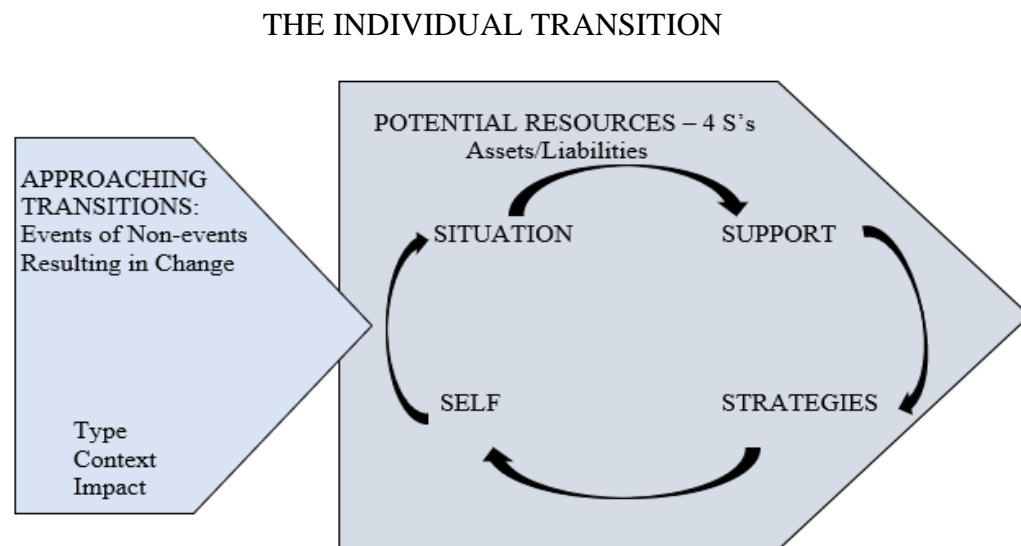 THE INDIVIDUAL TRANSITION
POTENTIAL RESOURCES – 4 S's
Assets/Liabilities
APPROACHING
TRANSITIONS:
Events of Non-events
Resulting in Change
SITUATION
SUPPORT
SELF
STRATEGIES
Type
Context
Impact